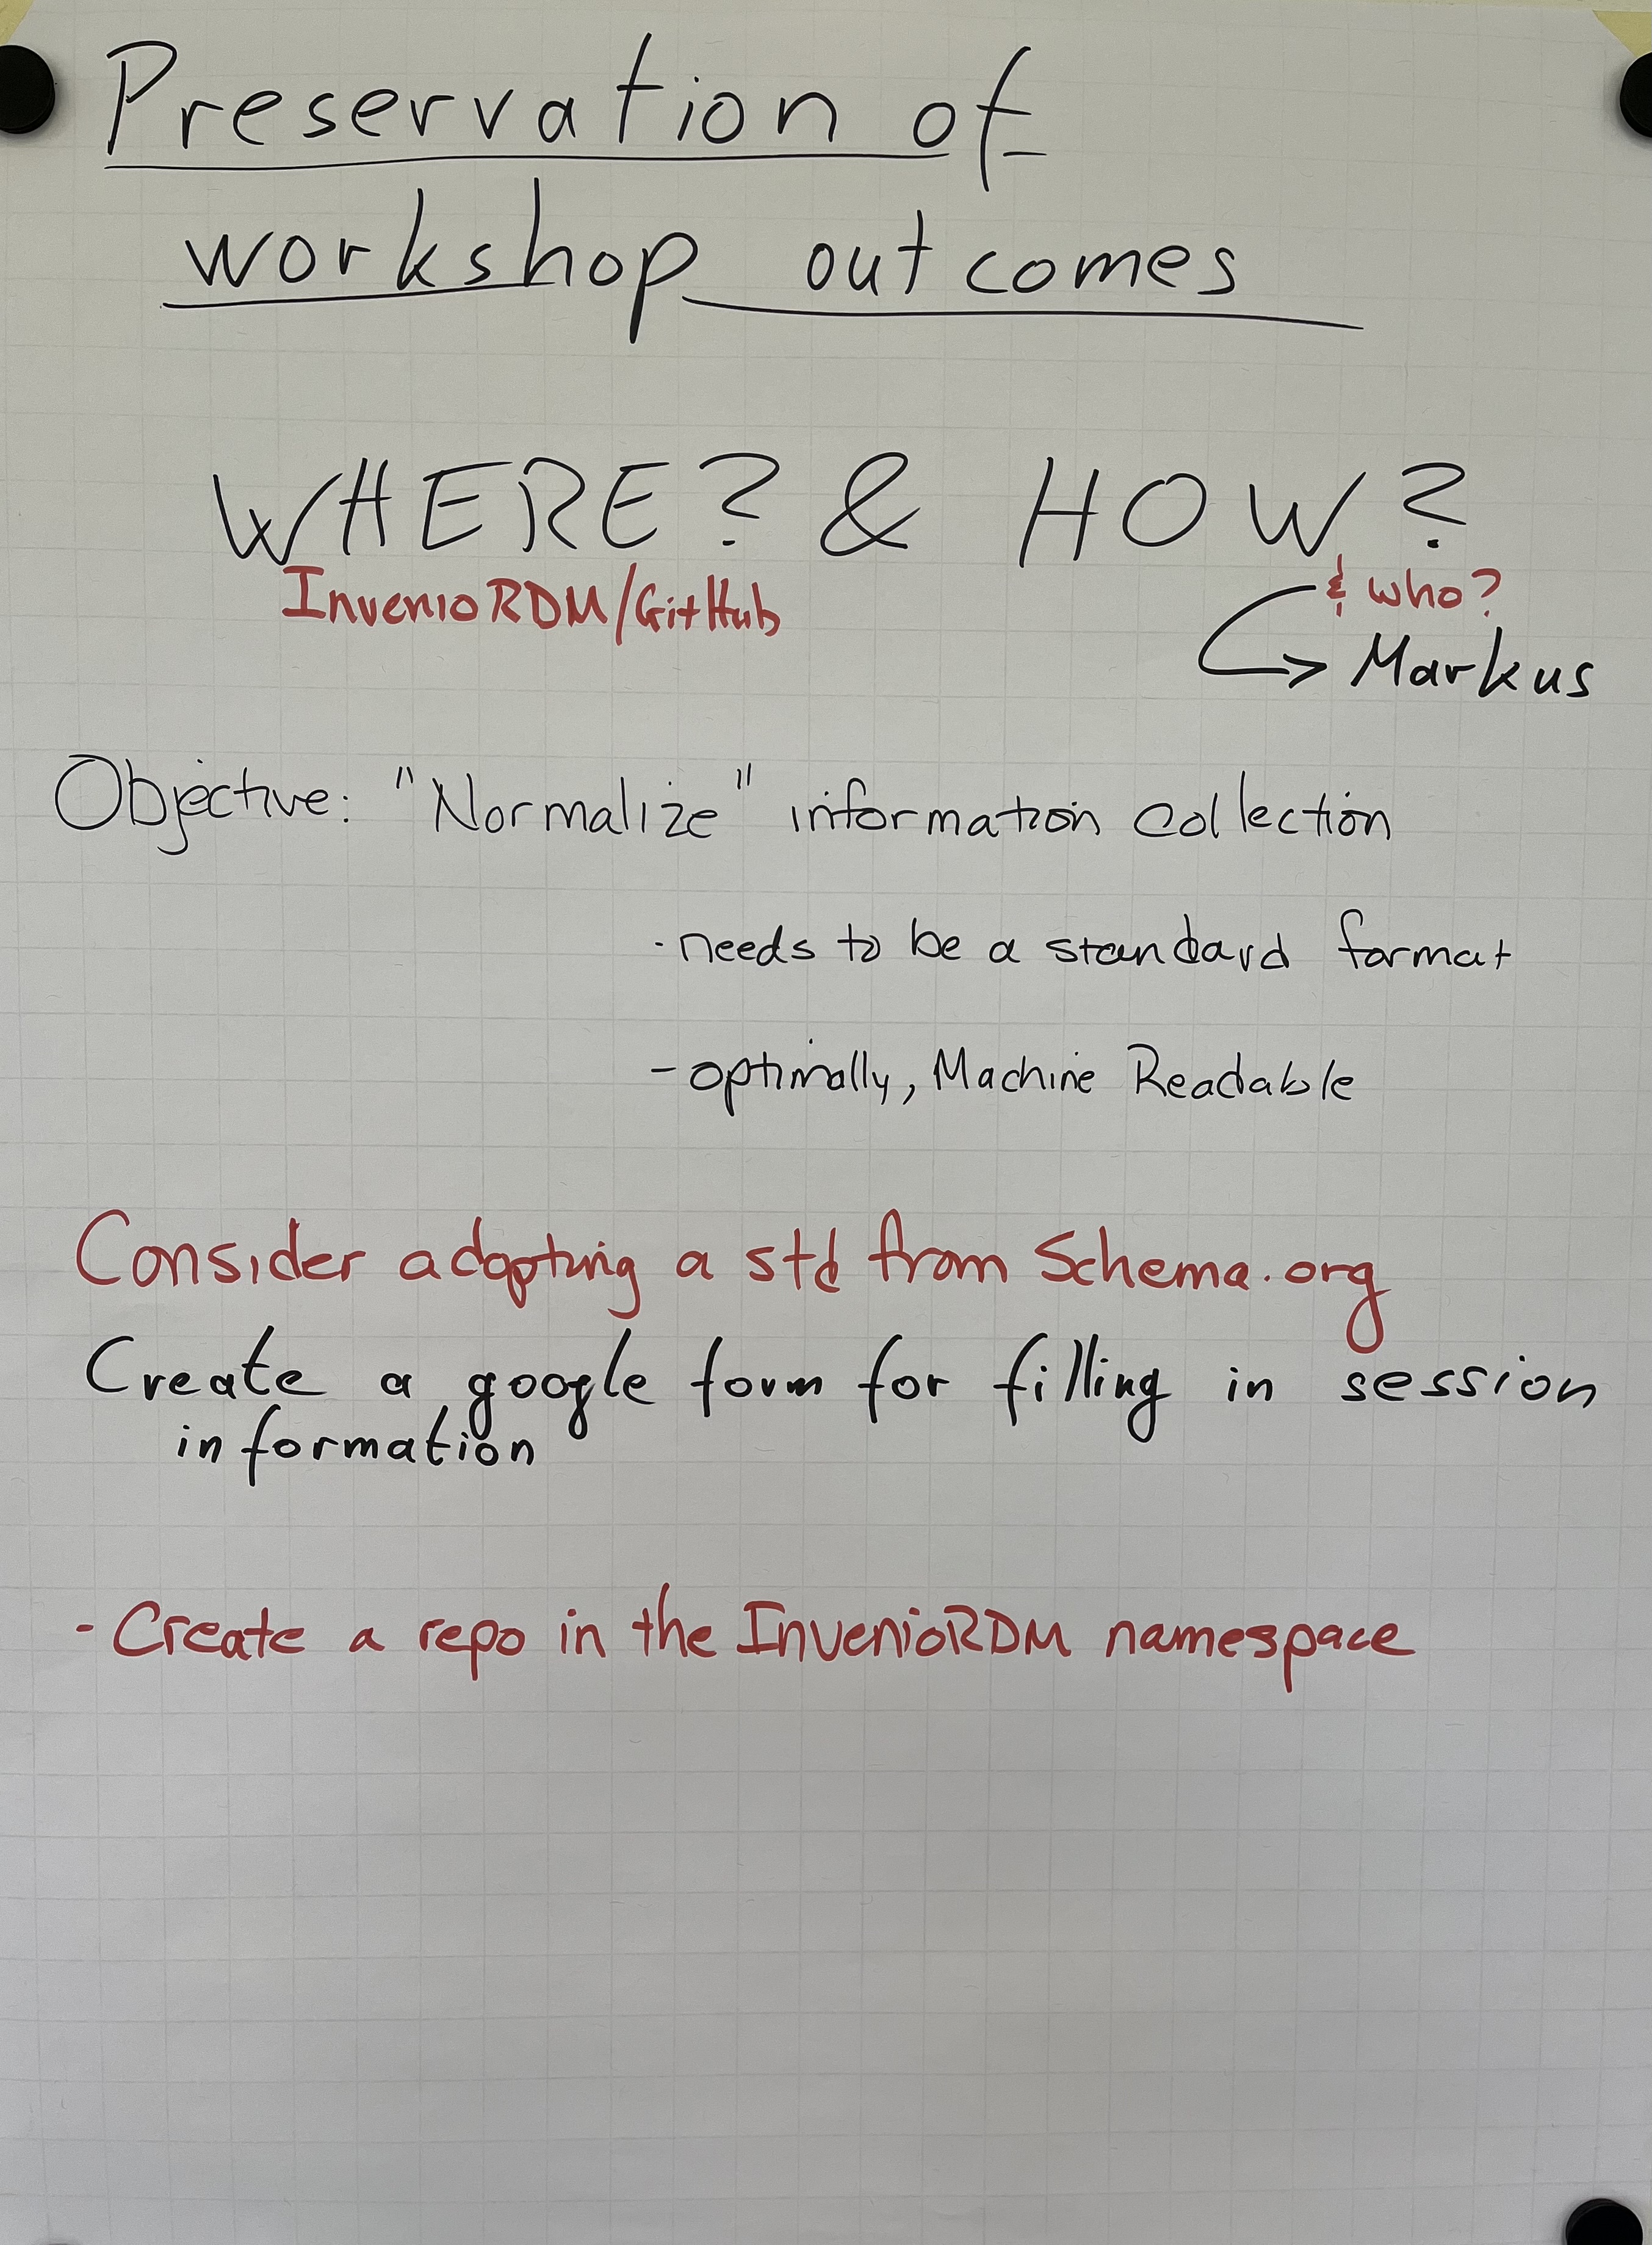 Preservation of
workshop outcomes
WHERE? & HOW?
InvenioRDM/GitHub
& who?
Markus
Objective: "Normalize" information collection
· needs to be a standard format
- optimally, Machine Readable
Consider adopting a std from Schema.org
Create a google form for filling in session
information
- Create a repo in the InvenioRDM namespace